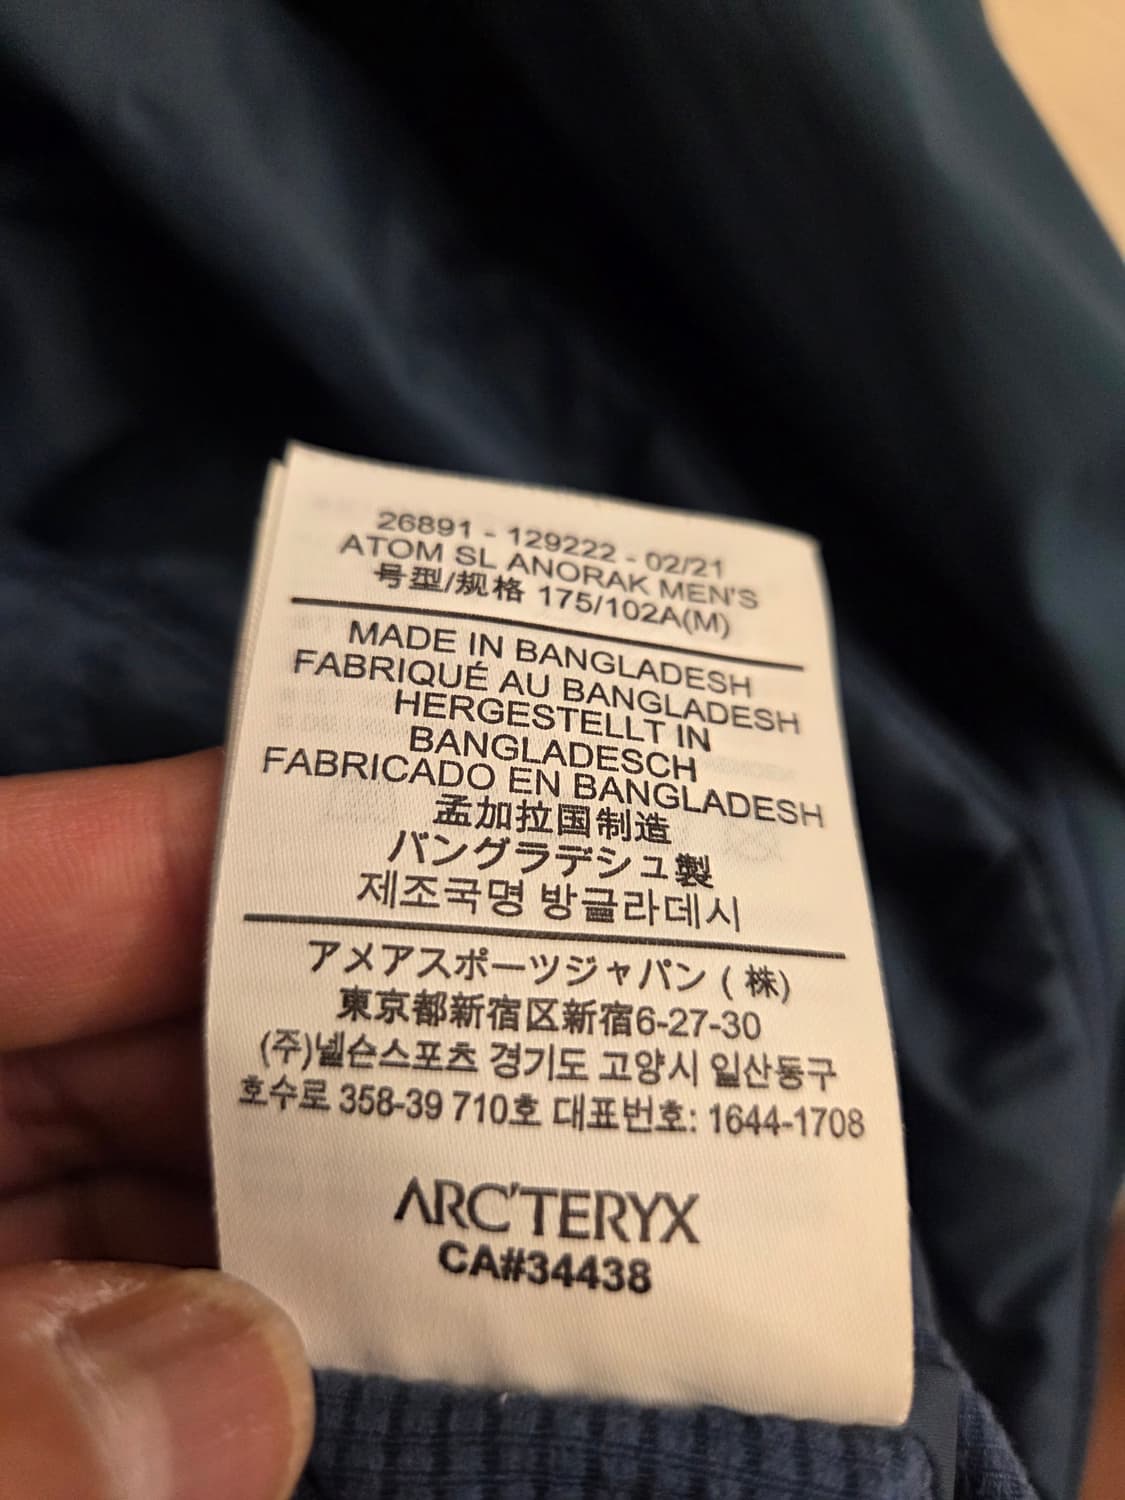 26891 - 129222 - 02/21
ATOM SL ANORAK MEN'S
号型/规格 175/102A(M)
MADE IN BANGLADESH
FABRIQUÉ AU BANGLADESH
HERGESTELLT IN
BANGLADESCH
FABRICADO EN BANGLADESH
孟加拉国制造
バングラデシュ製
제조국명 방글라데시
アメアスポーツジャパン ( 株)
東京都新宿区新宿6-27-30
(주)넬슨스포츠 경기도 고양시 일산동구
호수로 358-39 710호 대표번호: 1644-1708
ARC'TERYX
CA#34438